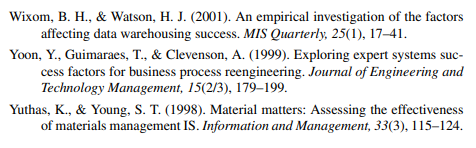 Wixom, B. H., & Watson, H. J. (2001). An empirical investigation of the factors
affecting data warehousing success. MIS Quarterly, 25(1), 17–41.
Yoon, Y., Guimaraes, T., & Clevenson, A. (1999). Exploring expert systems suc-
cess factors for business process reengineering. Journal of Engineering and
Technology Management, 15(2/3), 179–199.
Yuthas, K., & Young, S. T. (1998). Material matters: Assessing the effectiveness
of materials management IS. Information and Management, 33(3), 115–124.